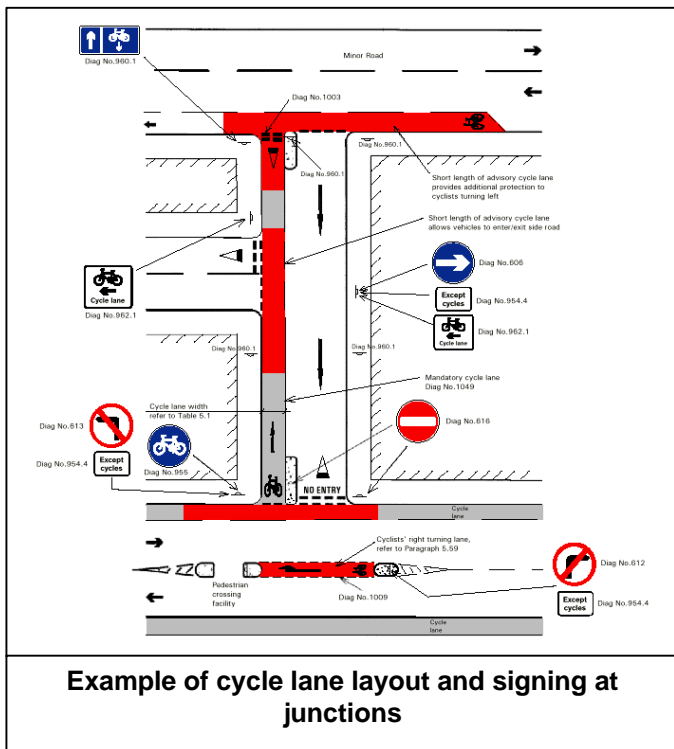 Diag No.960.1
Minor Road
Diag No.1003
Diag No.960.1
Diag No.960.1
Short length of advisory cycle lane
provides additional protection to
cyclists turning left
Short length of advisory cycle lane
allows vehicles to enter/exit side road
Cycle lane
Diag No.962.1
Diag No.606
Except
cycles
Diag No.954.4
Cycle lane
Diag No.962.1
Diag No.960.1
Diag No.960.1
Mandatory cycle lane
Diag No.1049
Cycle lane width
refer to Table 5.1
Diag No.613
Diag No.616
Except
cycles
Diag No.954.4
Diag No.955
NO ENTRY
Cycle
lane
Cyclists' right turning lane,
refer to Paragraph 5.59
Pedestrian
crossing
facility
Diag No.1009
Diag No.612
Except
cycles
Diag No.954.4
Cycle
lane
Example of cycle lane layout and signing at
junctions